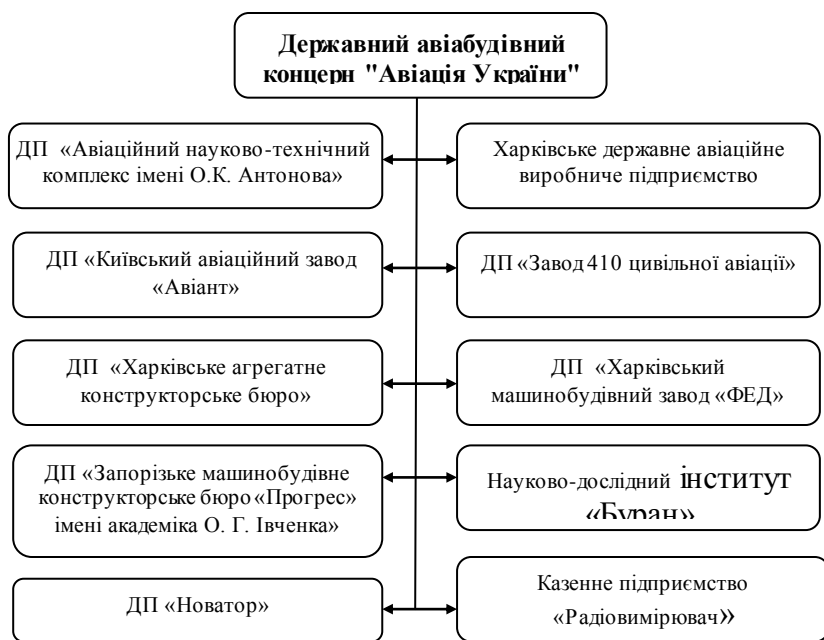 Державний авіабудівний
концерн "Авіація України"
ДП «Авіаційний науково-технічний
комплекс імені О.К. Антонова»
Харківське державне авіаційне
виробниче підприємство
ДП «Київський авіаційний завод
«Авіант»
ДП «Завод 410 цивільної авіації»
ДП «Харківське агрегатне
конструкторське бюро»
ДП «Харківський
машинобудівний завод «ФЕД»
ДП «Запорізьке машинобудівне
конструкторське бюро «Прогрес»
імені академіка О. Г. Івченка»
Науково-дослідний інститут
«Буран»
ДП «Новатор»
Казенне підприємство
«Радіовимірювач»